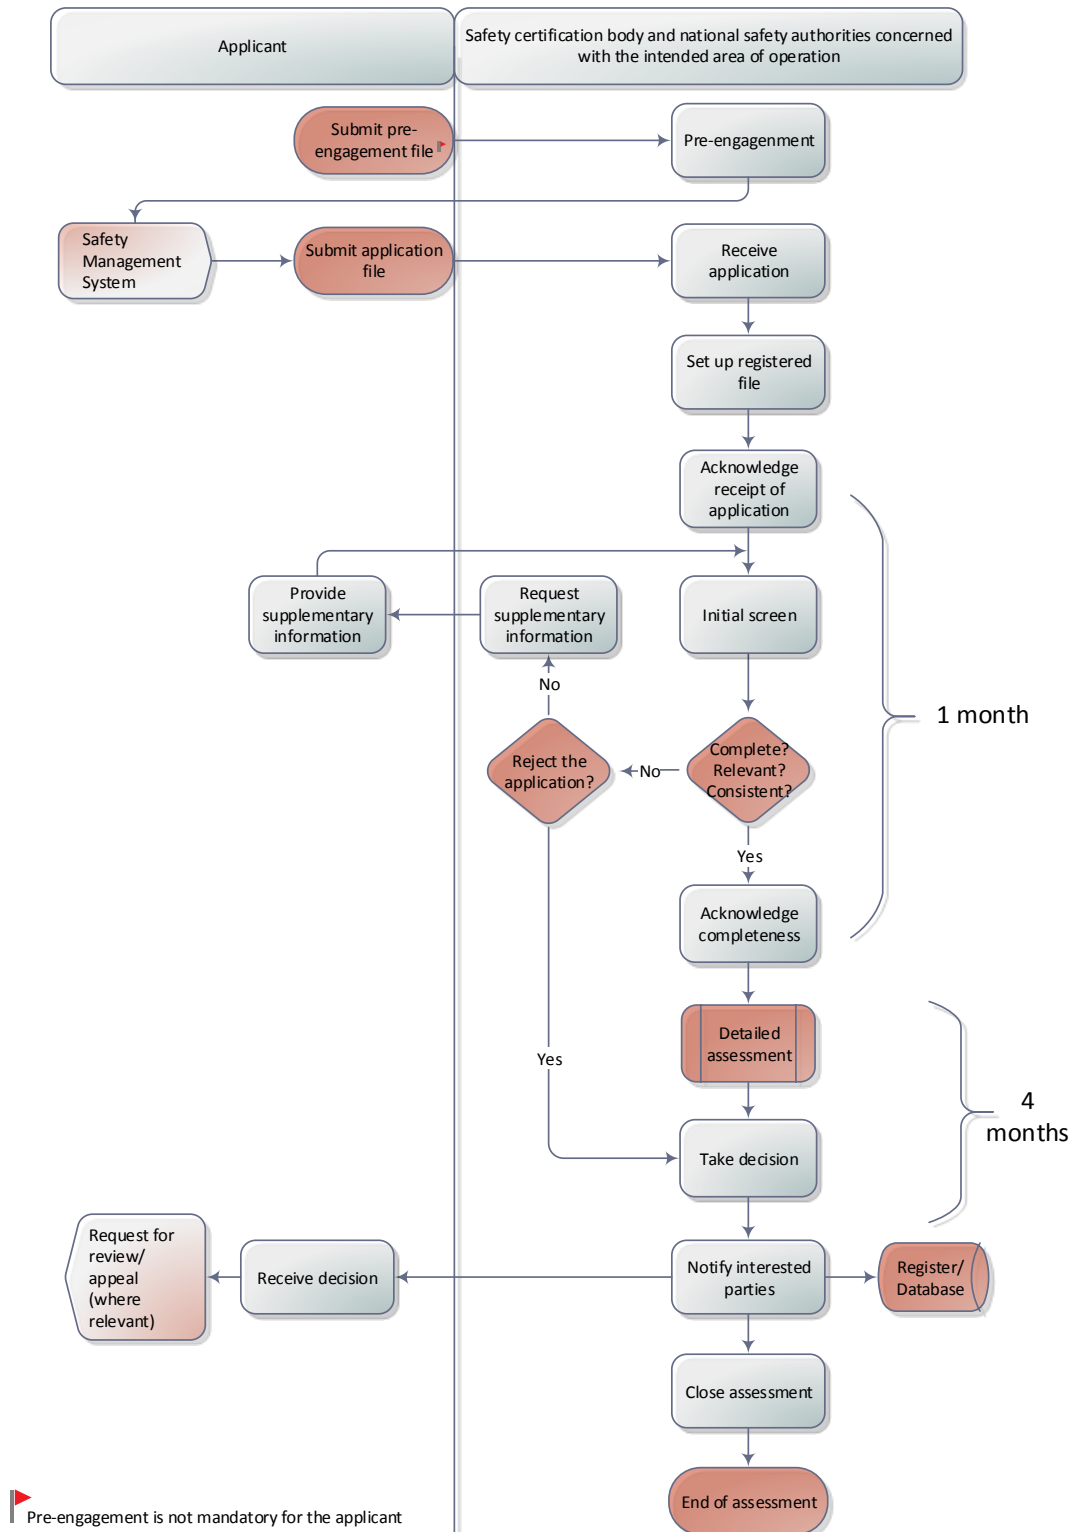 Applicant
Safety certification body and national safety authorities concerned
with the intended area of operation
Submit pre-
engagement file
Pre-engagenment
Safety
Management
System
Submit application
file
Receive
application
Set up registered
file
Acknowledge
receipt of
application
Provide
supplementary
information
Request
supplementary
information
Initial screen
No
1 month
Reject the
application?
No
Complete?
Relevant?
Consistent?
Yes
Acknowledge
completeness
Detailed
assessment
Yes
4
months
Take decision
Request for
review/
appeal
(where
relevant)
Receive decision
Notify interested
parties
Register/
Database
Close assessment
End of assessment
Pre-engagement is not mandatory for the applicant